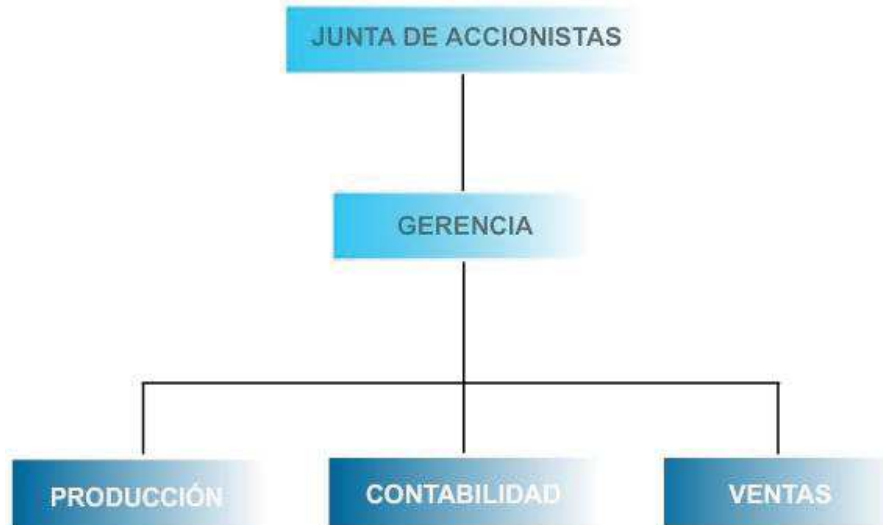 JUNTA DE ACCIONISTAS
GERENCIA
PRODUCCIÓN
CONTABILIDAD
VENTAS